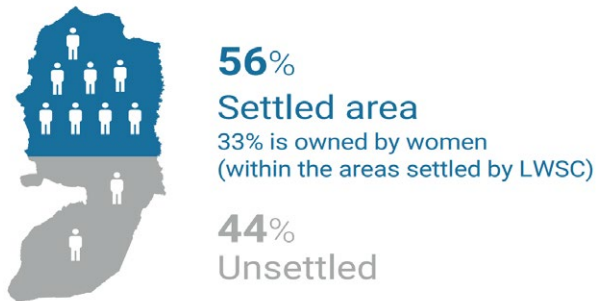 56%
Settled area
33% is owned by women
(within the areas settled by LWSC)
44%
Unsettled